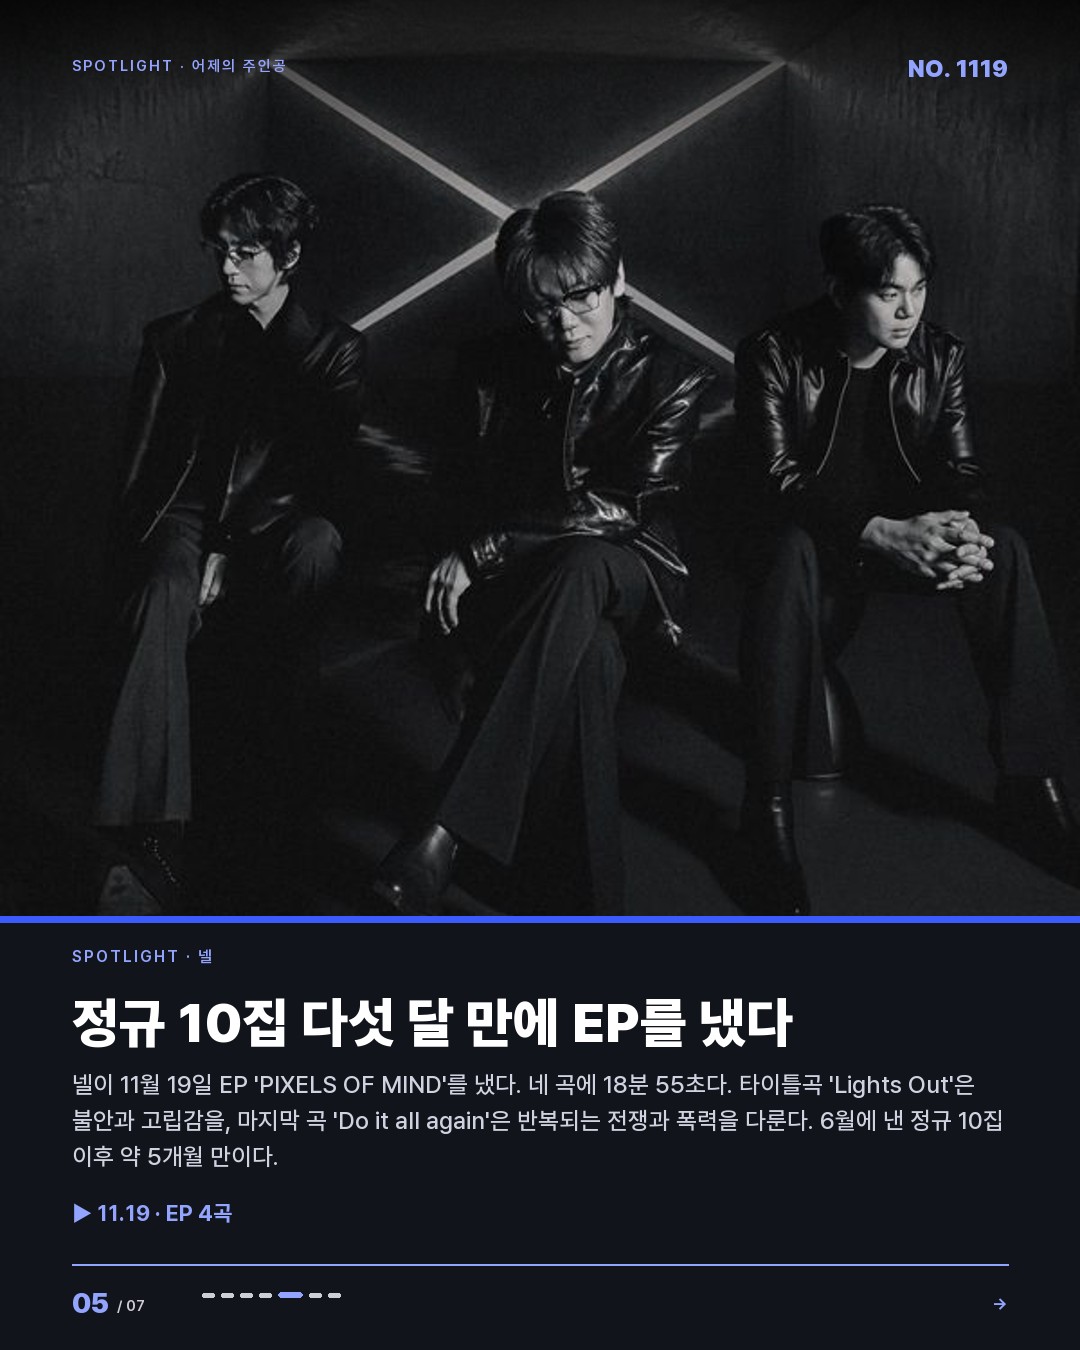 SPOTLIGHT · 어제의 주인공
NO. 1119
SPOTLIGHT · 넬
정규 10집 다섯 달 만에 EP를 냈다
넬이 11월 19일 EP 'PIXELS OF MIND'를 냈다. 네 곡에 18분 55초다. 타이틀곡 'Lights Out'은
불안과 고립감을, 마지막 곡 'Do it all again'은 반복되는 전쟁과 폭력을 다룬다. 6월에 낸 정규 10집
이후 약 5개월 만이다.
▶ 11.19 · EP 4곡
05 / 07
→